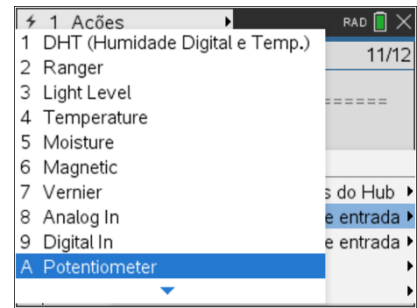 1 Acões RAD
11/12
1 DHT (Humidade Digital e Temp.)
2 Ranger
3 Light Level
======
4 Temperature
5 Moisture
6 Magnetic
7 Vernier s do Hub
8 Analog In e entrada
9 Digital In e entrada
A Potentiometer